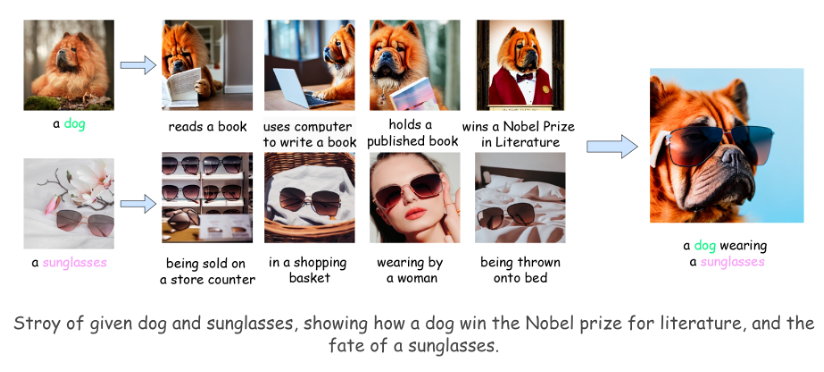 a dog
reads a book
uses computer
to write a book
holds a
published book
wins a Nobel Prize
in Literature
a sunglasses
being sold on
a store counter
in a shopping
basket
wearing by
a woman
being thrown
onto bed
a dog wearing
a sunglasses
Stroy of given dog and sunglasses, showing how a dog win the Nobel prize for literature, and the
fate of a sunglasses.